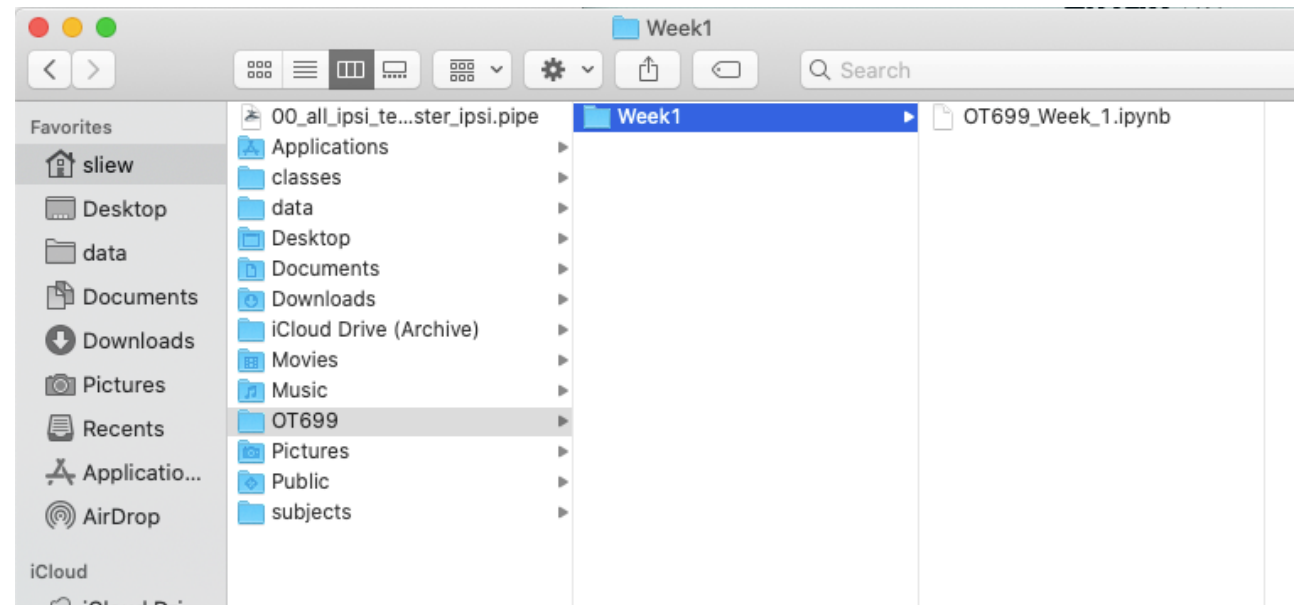 Week1
Search
Favorites
sliew
Desktop
data
Documents
Downloads
Pictures
Recents
Applicatio...
AirDrop
iCloud
00_all_ipsi_te...ster_ipsi.pipe
Applications
classes
data
Desktop
Documents
Downloads
iCloud Drive (Archive)
Movies
Music
OT699
Pictures
Public
subjects
Week1
OT699_Week_1.ipynb